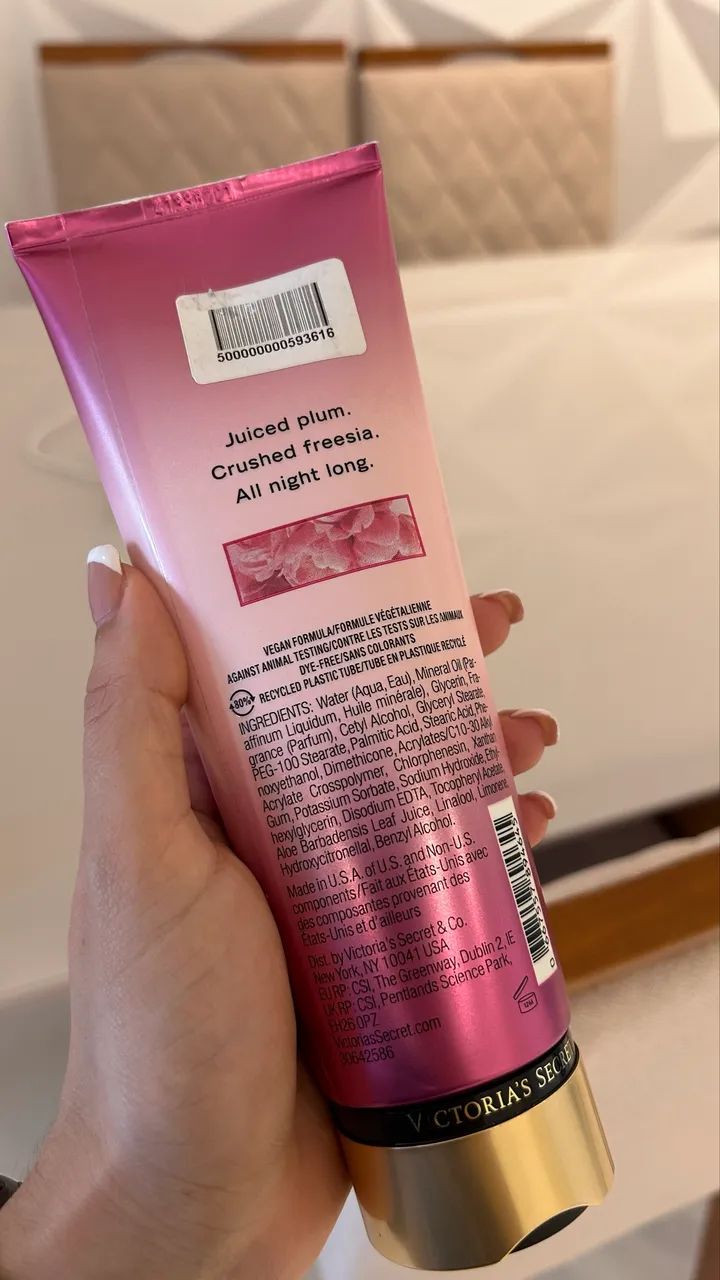 500000000593616
Juiced plum.
Crushed freesia.
All night long.
VEGAN FORMULA/FORMULE VÉGÉTALIENNE
AGAINST ANIMAL TESTING/CONTRE LES TESTS SUR LES ANIMAUX
DYE-FREE/SANS COLORANTS
80% RECYCLED PLASTIC TUBE/TUBE EN PLASTIQUE RECYCLÉ
INGREDIENTS: Water (Aqua, Eau), Mineral Oil (Par-
affinum Liquidum, Huile minérale), Glycerin, Fra-
grance (Parfum), Cetyl Alcohol, Glyceryl Stearate,
PEG-100 Stearate, Palmitic Acid, Stearic Acid, Phe-
noxyethanol, Dimethicone, Acrylates/C10-30 Alkyl
Acrylate Crosspolymer, Chlorphenesin, Xanthan
Gum, Potassium Sorbate, Sodium Hydroxide, Ethyl-
hexylglycerin, Disodium EDTA, Tocopheryl Acetate,
Aloe Barbadensis Leaf Juice, Linalool, Limonene,
Hydroxycitronellal, Benzyl Alcohol.
Made in U.S.A. of U.S. and Non-U.S.
components/Fait aux États-Unis avec
des composantes provenant des
États-Unis et d'ailleurs
Dist. by Victoria's Secret & Co.
New York, NY 10041 USA
EU RP: CSI, The Greenway, Dublin 2, IE
UK RP: CSI, Pentlands Science Park,
EH26 0PZ
VictoriasSecret.com
30642586
12M
VICTORIA'S SECRE